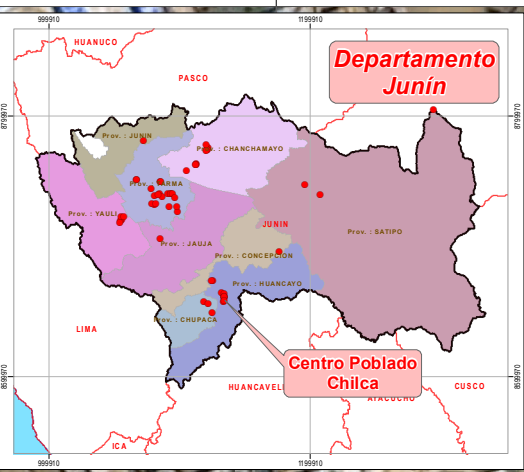 999910
1199910
HUANUCO
PASCO
Departamento
Junín
8799970
8799970
Prov. : JUNIN
Prov. : CHANCHAMAYO
Prov. : TARMA
Prov. : YAULI
JUNIN
Prov. : SATIPO
Prov. : JAUJA
Prov. : CONCEPCION
Prov. : HUANCAYO
Prov. : CHUPACA
LIMA
Centro Poblado
Chilca
8599970
8599970
CUSCO
AYACUCHO
ICA
999910
1199910